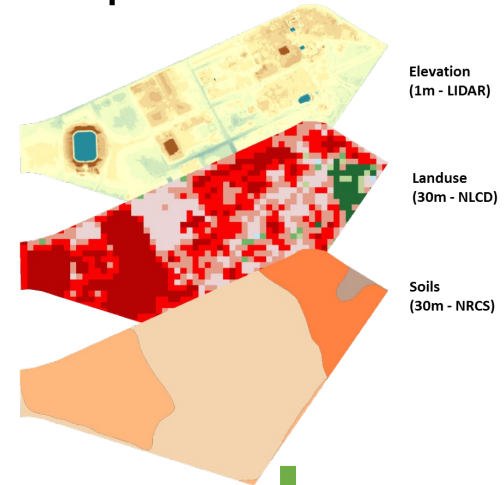 Elevation
(1m - LIDAR)
Landuse
(30m - NLCD)
Soils
(30m - NRCS)